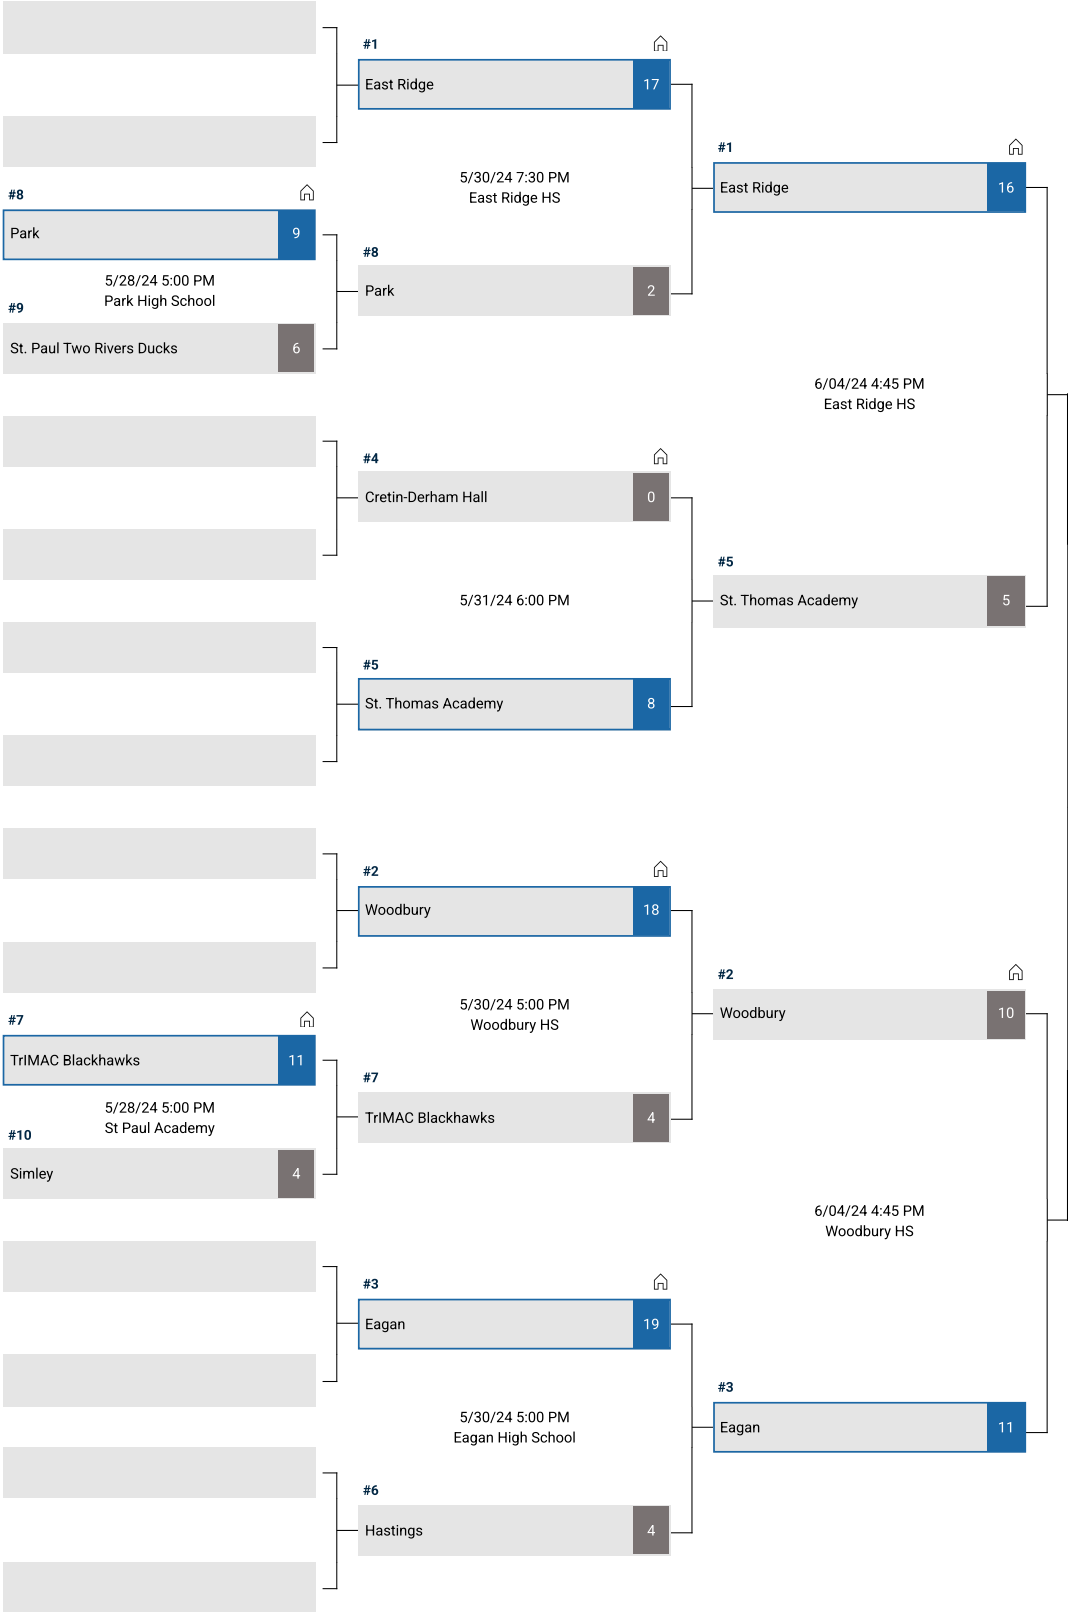 #1
East Ridge
17
5/30/24 7:30 PM
East Ridge HS
#8
Park
2
#8
Park
9
5/28/24 5:00 PM
Park High School
#9
St. Paul Two Rivers Ducks
6
#1
East Ridge
16
6/04/24 4:45 PM
East Ridge HS
#5
St. Thomas Academy
5
#4
Cretin-Derham Hall
0
5/31/24 6:00 PM
#5
St. Thomas Academy
8
#2
Woodbury
18
5/30/24 5:00 PM
Woodbury HS
#7
TrIMAC Blackhawks
4
#7
TrIMAC Blackhawks
11
5/28/24 5:00 PM
St Paul Academy
#10
Simley
4
#2
Woodbury
10
6/04/24 4:45 PM
Woodbury HS
#3
Eagan
11
#3
Eagan
19
5/30/24 5:00 PM
Eagan High School
#6
Hastings
4